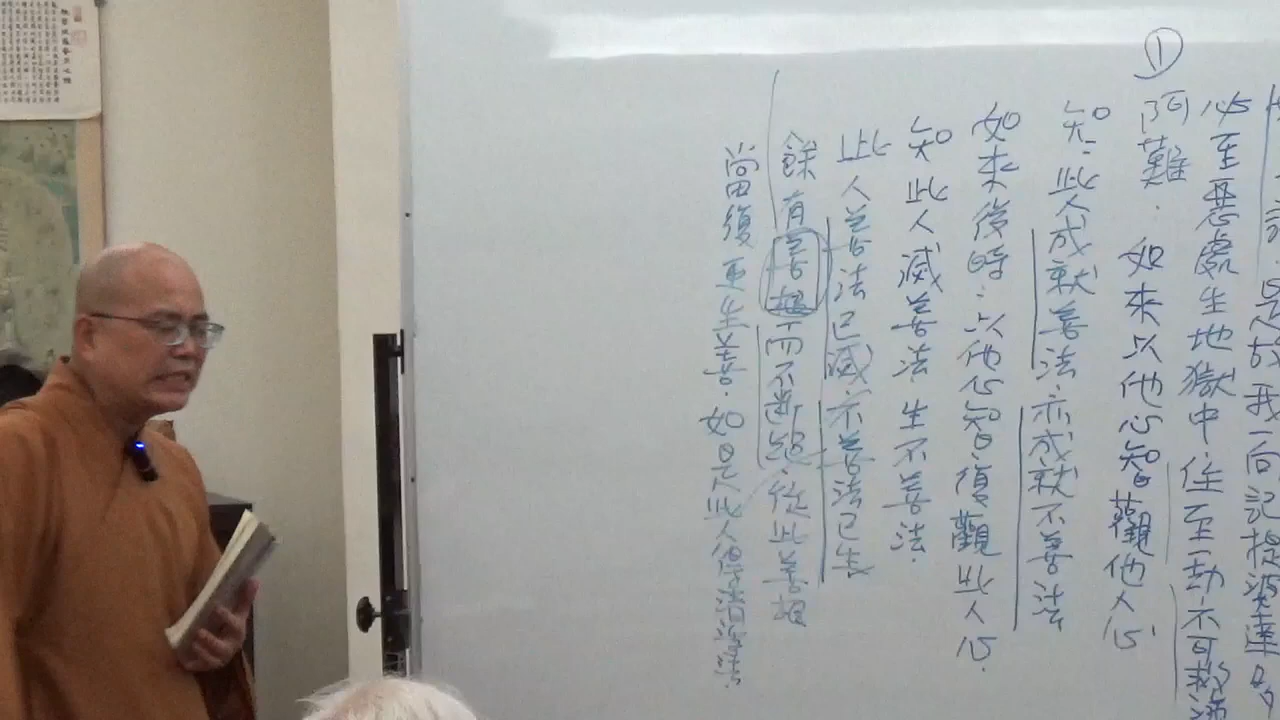 是故我一向記提婆達
必至惡處生地獄中住至一劫不可救
①
阿難．如來以他心智觀他人心
知：此人成就善法．亦成就不善法
如來後時：以他心智復觀此人心．
知此人滅善法生不善法．
此人善法已滅．不善法已生
餘有善根而不斷絕．從此善根
當復更生善．如是此人得清淨法．